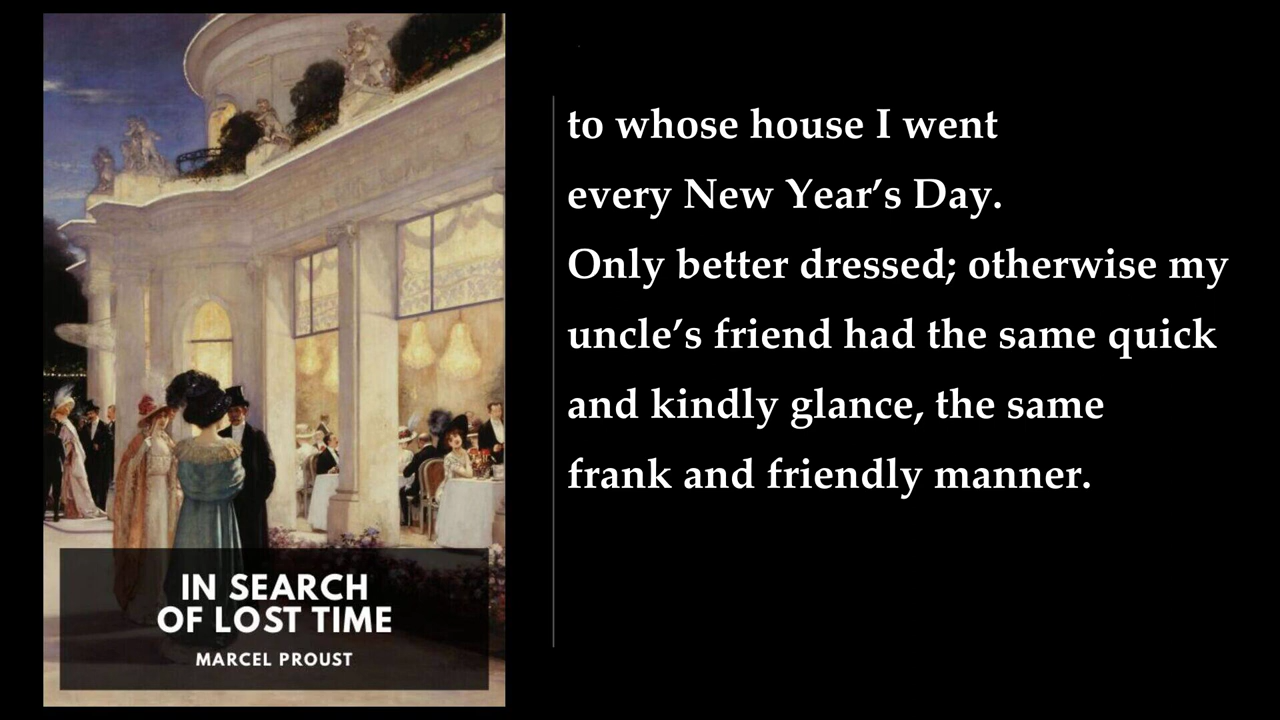 to whose house I went
every New Year’s Day.
Only better dressed; otherwise my
uncle’s friend had the same quick
and kindly glance, the same
frank and friendly manner.
IN SEARCH
OF LOST TIME
MARCEL PROUST